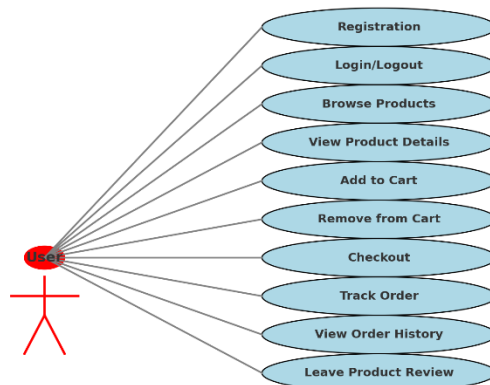 Registration
Login/Logout
Browse Products
View Product Details
Add to Cart
Remove from Cart
User
Checkout
Track Order
View Order History
Leave Product Review